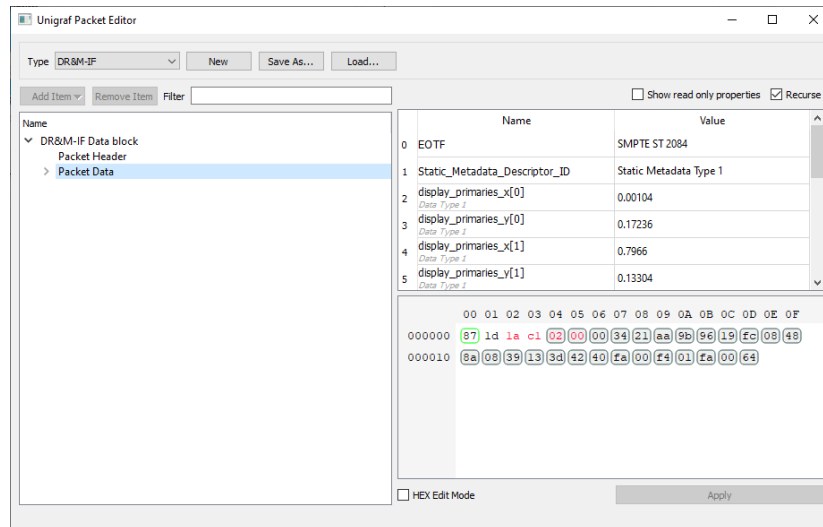 Unigraf Packet Editor
Type DR&M-IF New Save As... Load...
Add Item Remove Item Filter Show read only properties Recurse
Name
DR&M-IF Data block
Packet Header
Packet Data
Name Value
0 EOTF SMPTE ST 2084
1 Static_Metadata_Descriptor_ID Static Metadata Type 1
2 display_primaries_x[0] 0.00104
Data Type 1
3 display_primaries_y[0] 0.17236
Data Type 1
4 display_primaries_x[1] 0.7966
Data Type 1
5 display_primaries_y[1] 0.13304
Data Type 1
00 01 02 03 04 05 06 07 08 09 0A 0B 0C 0D 0E 0F
000000 87 1d 1a c1 02 00 00 34 21 aa 9b 96 19 fc 08 48
000010 8a 08 39 13 3d 42 40 fa 00 f4 01 fa 00 64
HEX Edit Mode Apply